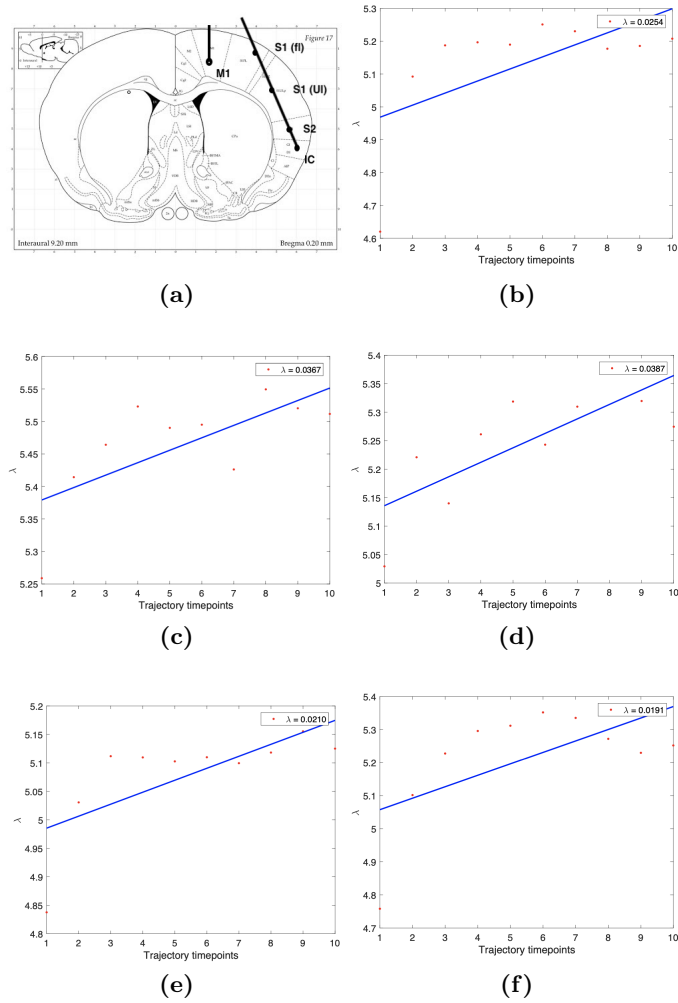 Figure 17
S1 (fl)
M1
S1 (Ul)
S2
IC
Interaural 9.20 mm
Bregma 0.20 mm
(a)
5.3
5.2
5.1
5
4.9
4.8
4.7
4.6
λ
λ = 0.0254
1 2 3 4 5 6 7 8 9 10
Trajectory timepoints
(b)
5.6
5.55
5.5
5.45
5.4
5.35
5.3
5.25
λ
λ = 0.0367
1 2 3 4 5 6 7 8 9 10
Trajectory timepoints
(c)
5.4
5.35
5.3
5.25
5.2
5.15
5.1
5.05
5
λ
λ = 0.0387
1 2 3 4 5 6 7 8 9 10
Trajectory timepoints
(d)
5.2
5.15
5.1
5.05
5
4.95
4.9
4.85
4.8
λ
λ = 0.0210
1 2 3 4 5 6 7 8 9 10
Trajectory timepoints
(e)
5.4
5.3
5.2
5.1
5
4.9
4.8
4.7
λ
λ = 0.0191
1 2 3 4 5 6 7 8 9 10
Trajectory timepoints
(f)